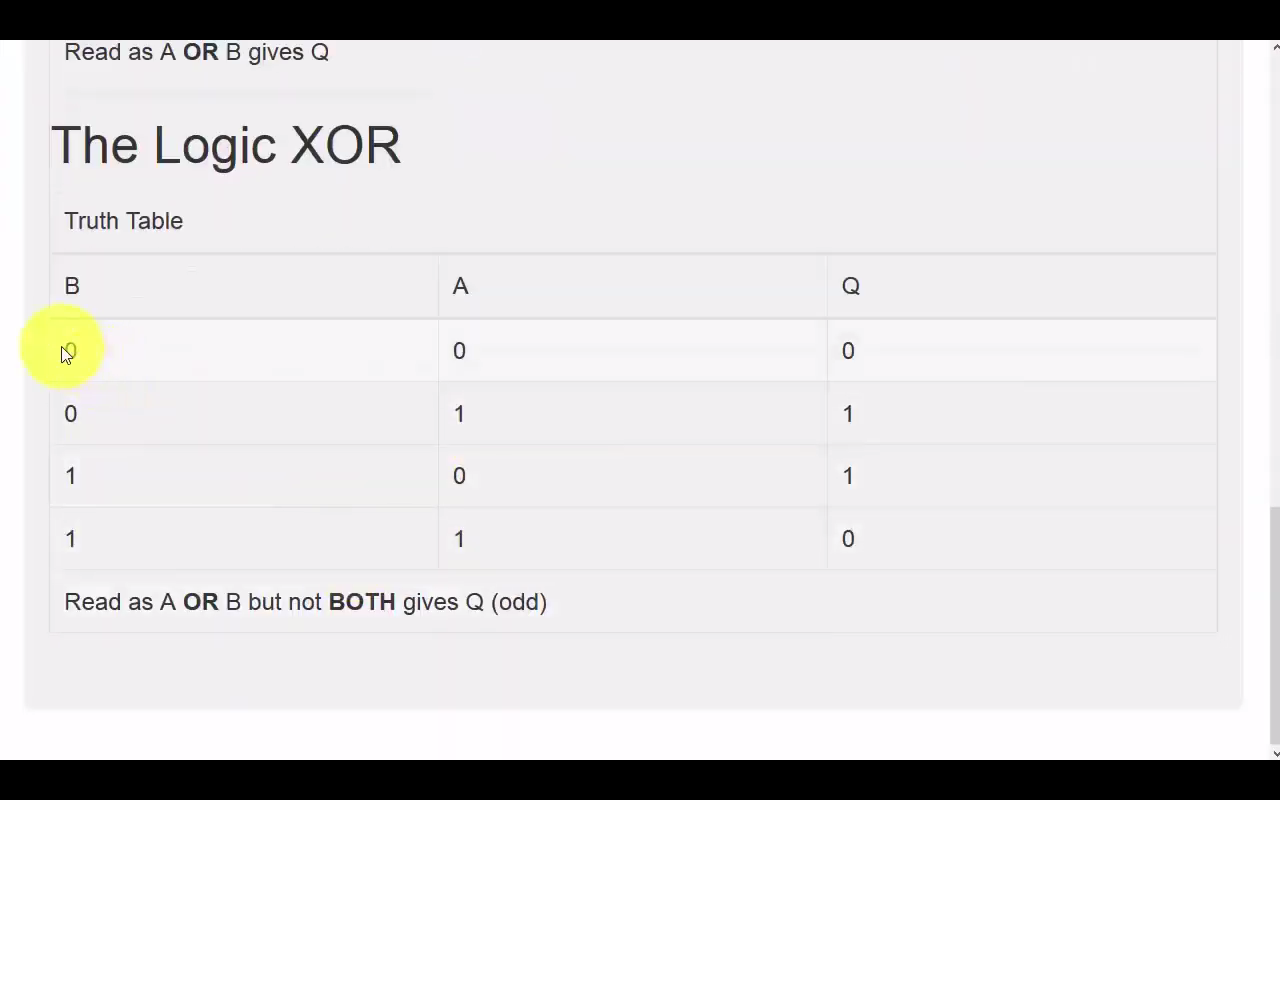 Read as A OR B gives Q
The Logic XOR
Truth Table
B A Q
0 0 0
0 1 1
1 0 1
1 1 0
Read as A OR B but not BOTH gives Q (odd)